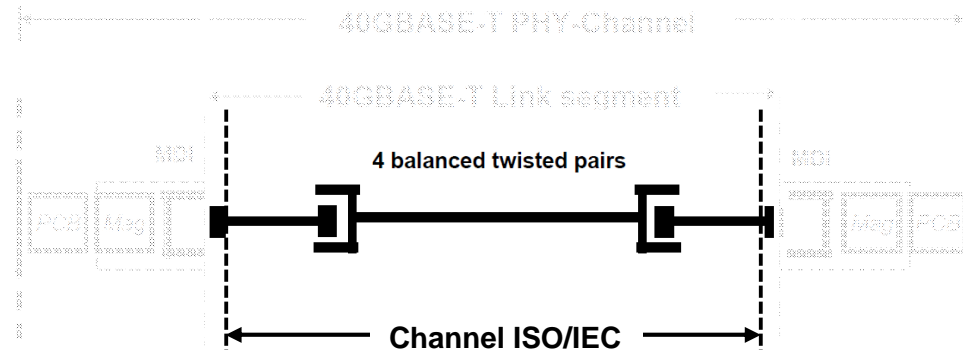 40GBASE-T PHY-Channel
40GBASE-T Link segment
MDI
4 balanced twisted pairs
MDI
PCB Mag Mag PCB
Channel ISO/IEC